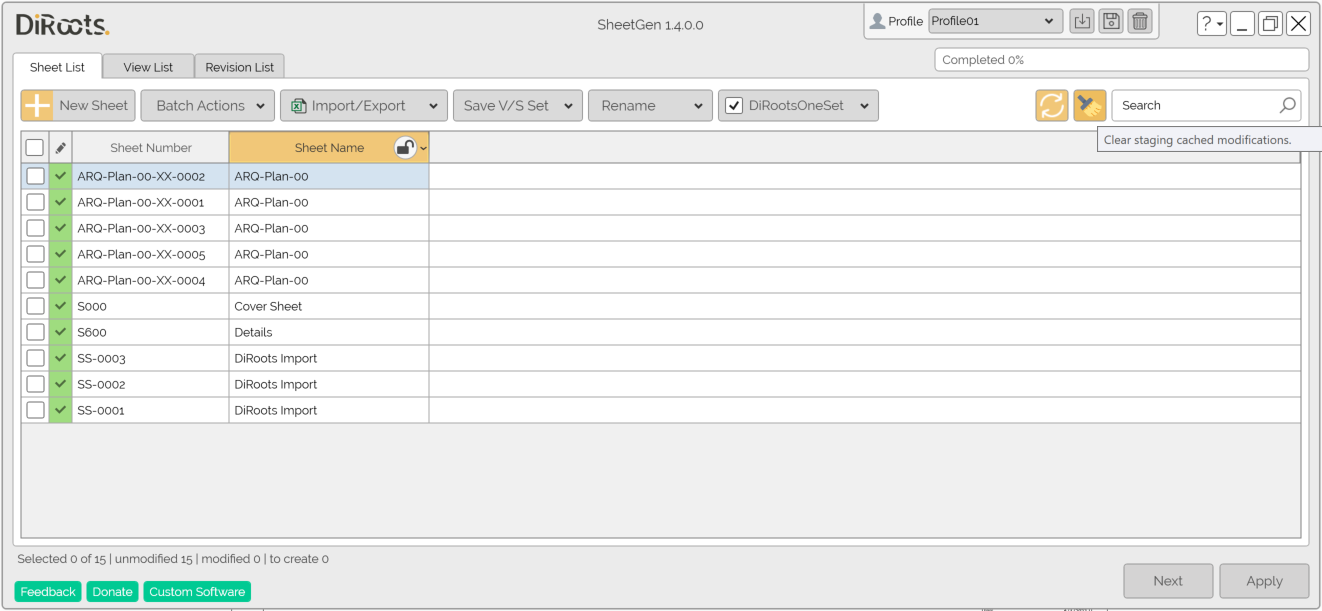 DiRoots.
SheetGen 1.4.0.0
Profile Profile01
?
Sheet List View List Revision List
Completed 0%
New Sheet Batch Actions Import/Export Save V/S Set Rename DiRootsOneSet Search
Clear staging cached modifications.
Sheet Number Sheet Name
ARQ-Plan-00-XX-0002 ARQ-Plan-00
ARQ-Plan-00-XX-0001 ARQ-Plan-00
ARQ-Plan-00-XX-0003 ARQ-Plan-00
ARQ-Plan-00-XX-0005 ARQ-Plan-00
ARQ-Plan-00-XX-0004 ARQ-Plan-00
S000 Cover Sheet
S600 Details
SS-0003 DiRoots Import
SS-0002 DiRoots Import
SS-0001 DiRoots Import
Selected 0 of 15 | unmodified 15 | modified 0 | to create 0
Feedback Donate Custom Software
Next Apply